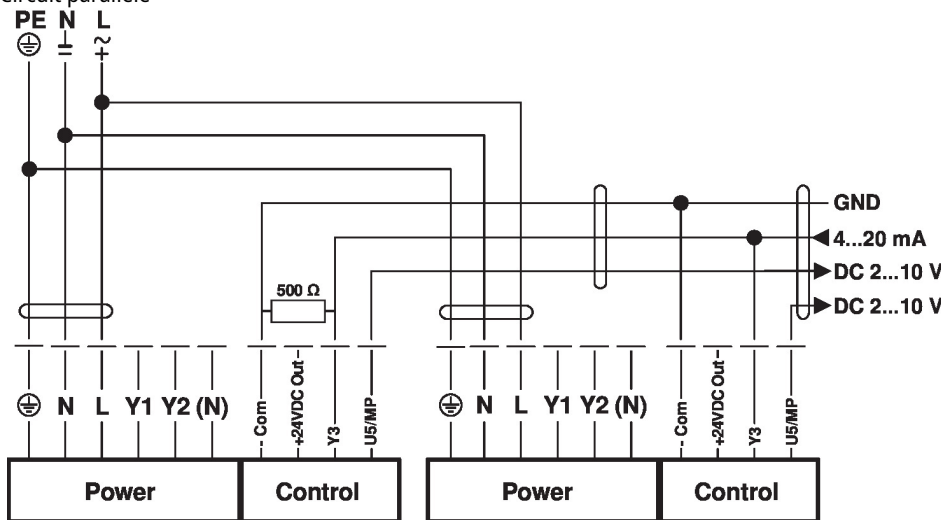 Circuit parallèle
PE N L
GND
4...20 mA
DC 2...10 V
500 Ω
DC 2...10 V
N L Y1 Y2 (N) - Com +24VDC Out Y3 U5/MP N L Y1 Y2 (N) - Com +24VDC Out Y3 U5/MP
Power Control Power Control